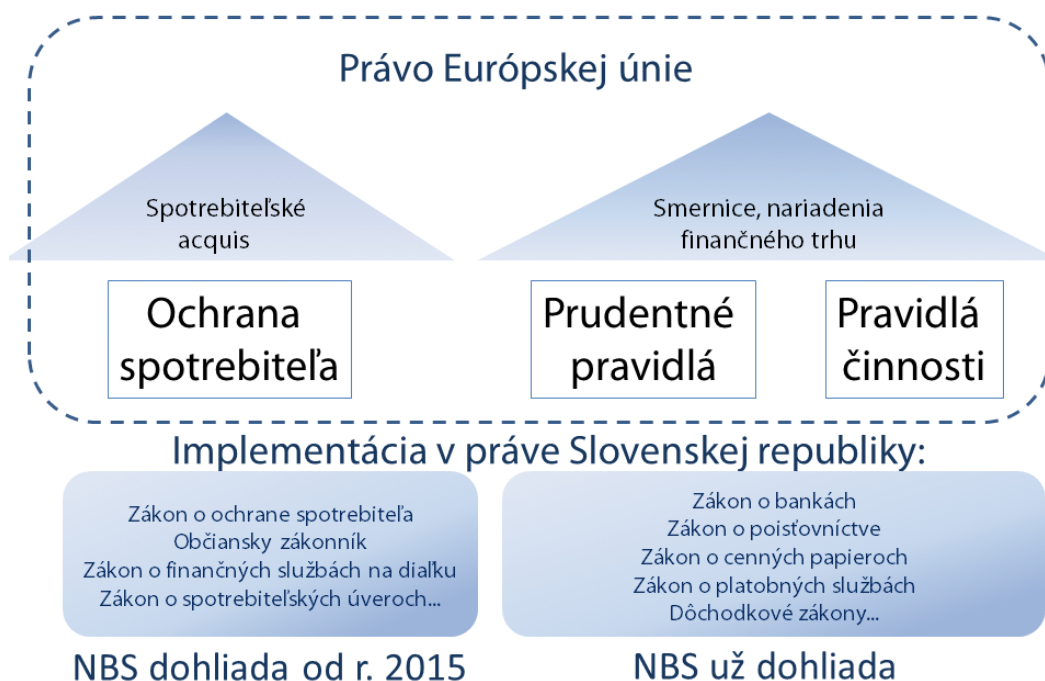 Právo Európskej únie
Spotrebiteľské
acquis
Smernice, nariadenia
finančného trhu
Ochrana
spotrebiteľa
Prudentné
pravidlá
Pravidlá
činnosti
Implementácia v práve Slovenskej republiky:
Zákon o ochrane spotrebiteľa
Občiansky zákonník
Zákon o finančných službách na diaľku
Zákon o spotrebiteľských úveroch...
Zákon o bankách
Zákon o poisťovníctve
Zákon o cenných papieroch
Zákon o platobných službách
Dôchodkové zákony...
NBS dohliada od r. 2015
NBS už dohliada